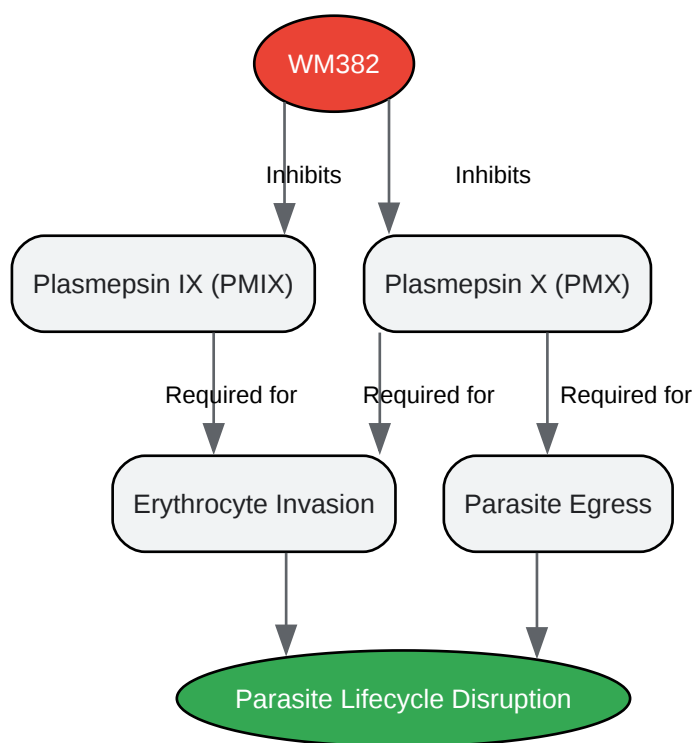 WM382
Inhibits
Inhibits
Plasmepsin IX (PMIX)
Plasmepsin X (PMX)
Required for
Required for
Required for
Erythrocyte Invasion
Parasite Egress
Parasite Lifecycle Disruption